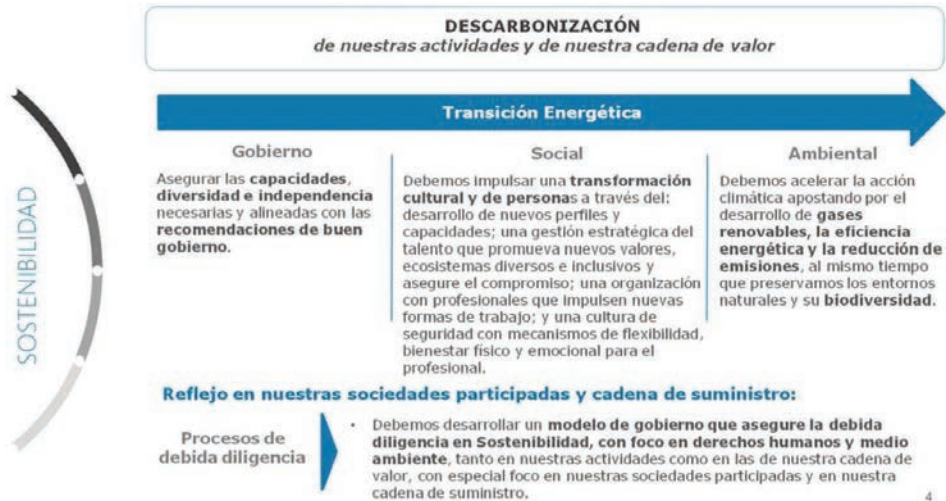 DESCARBONIZACIÓN
de nuestras actividades y de nuestra cadena de valor
Transición Energética
SOSTENIBILIDAD
Gobierno
Asegurar las capacidades,
diversidad e independencia
necesarias y alineadas con las
recomendaciones de buen
gobierno.
Social
Debemos impulsar una transformación
cultural y de personas a través del:
desarrollo de nuevos perfiles y
capacidades; una gestión estratégica del
talento que promueva nuevos valores,
ecosistemas diversos e inclusivos y
asegure el compromiso; una organización
con profesionales que impulsen nuevas
formas de trabajo; y una cultura de
seguridad con mecanismos de flexibilidad,
bienestar físico y emocional para el
profesional.
Ambiental
Debemos acelerar la acción
climática apostando por el
desarrollo de gases
renovables, la eficiencia
energética y la reducción de
emisiones, al mismo tiempo
que preservamos los entornos
naturales y su biodiversidad.
Reflejo en nuestras sociedades participadas y cadena de suministro:
Procesos de
debida diligencia
• Debemos desarrollar un modelo de gobierno que asegure la debida
diligencia en Sostenibilidad, con foco en derechos humanos y medio
ambiente, tanto en nuestras actividades como en las de nuestra cadena de
valor, con especial foco en nuestras sociedades participadas y en nuestra
cadena de suministro.
4